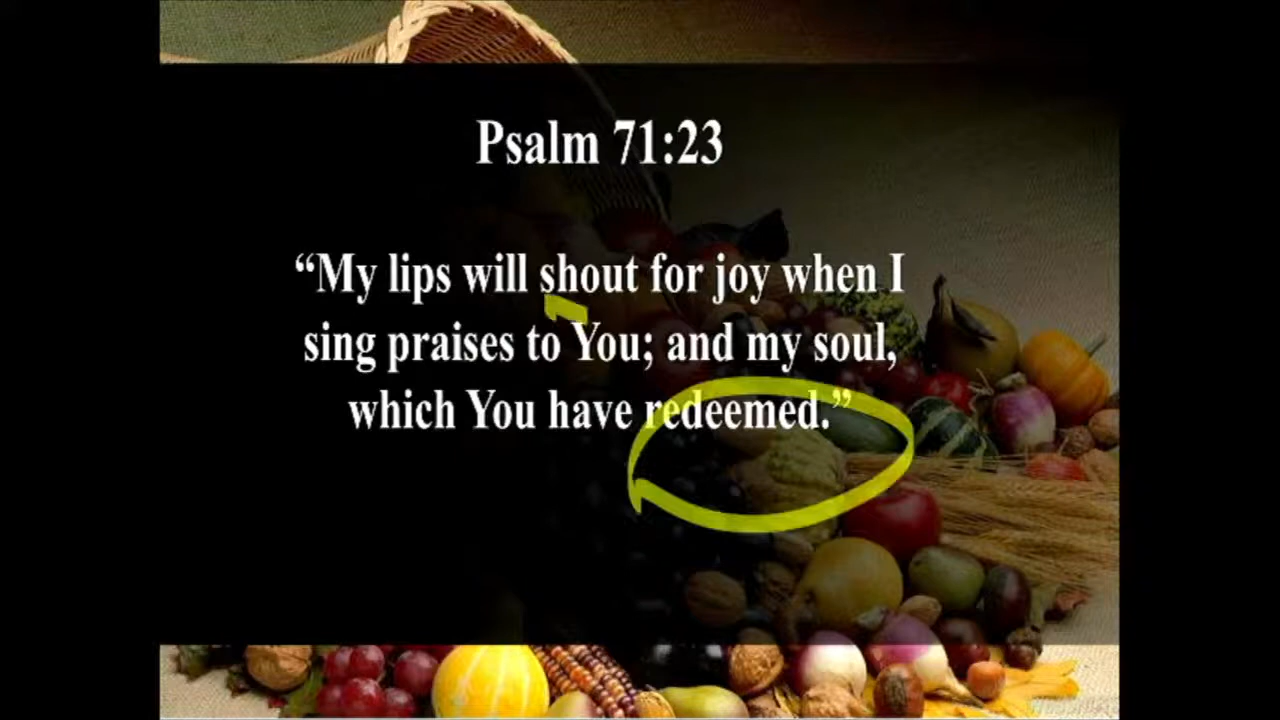 Psalm 71:23
“My lips will shout for joy when I
sing praises to You; and my soul,
which You have redeemed.”